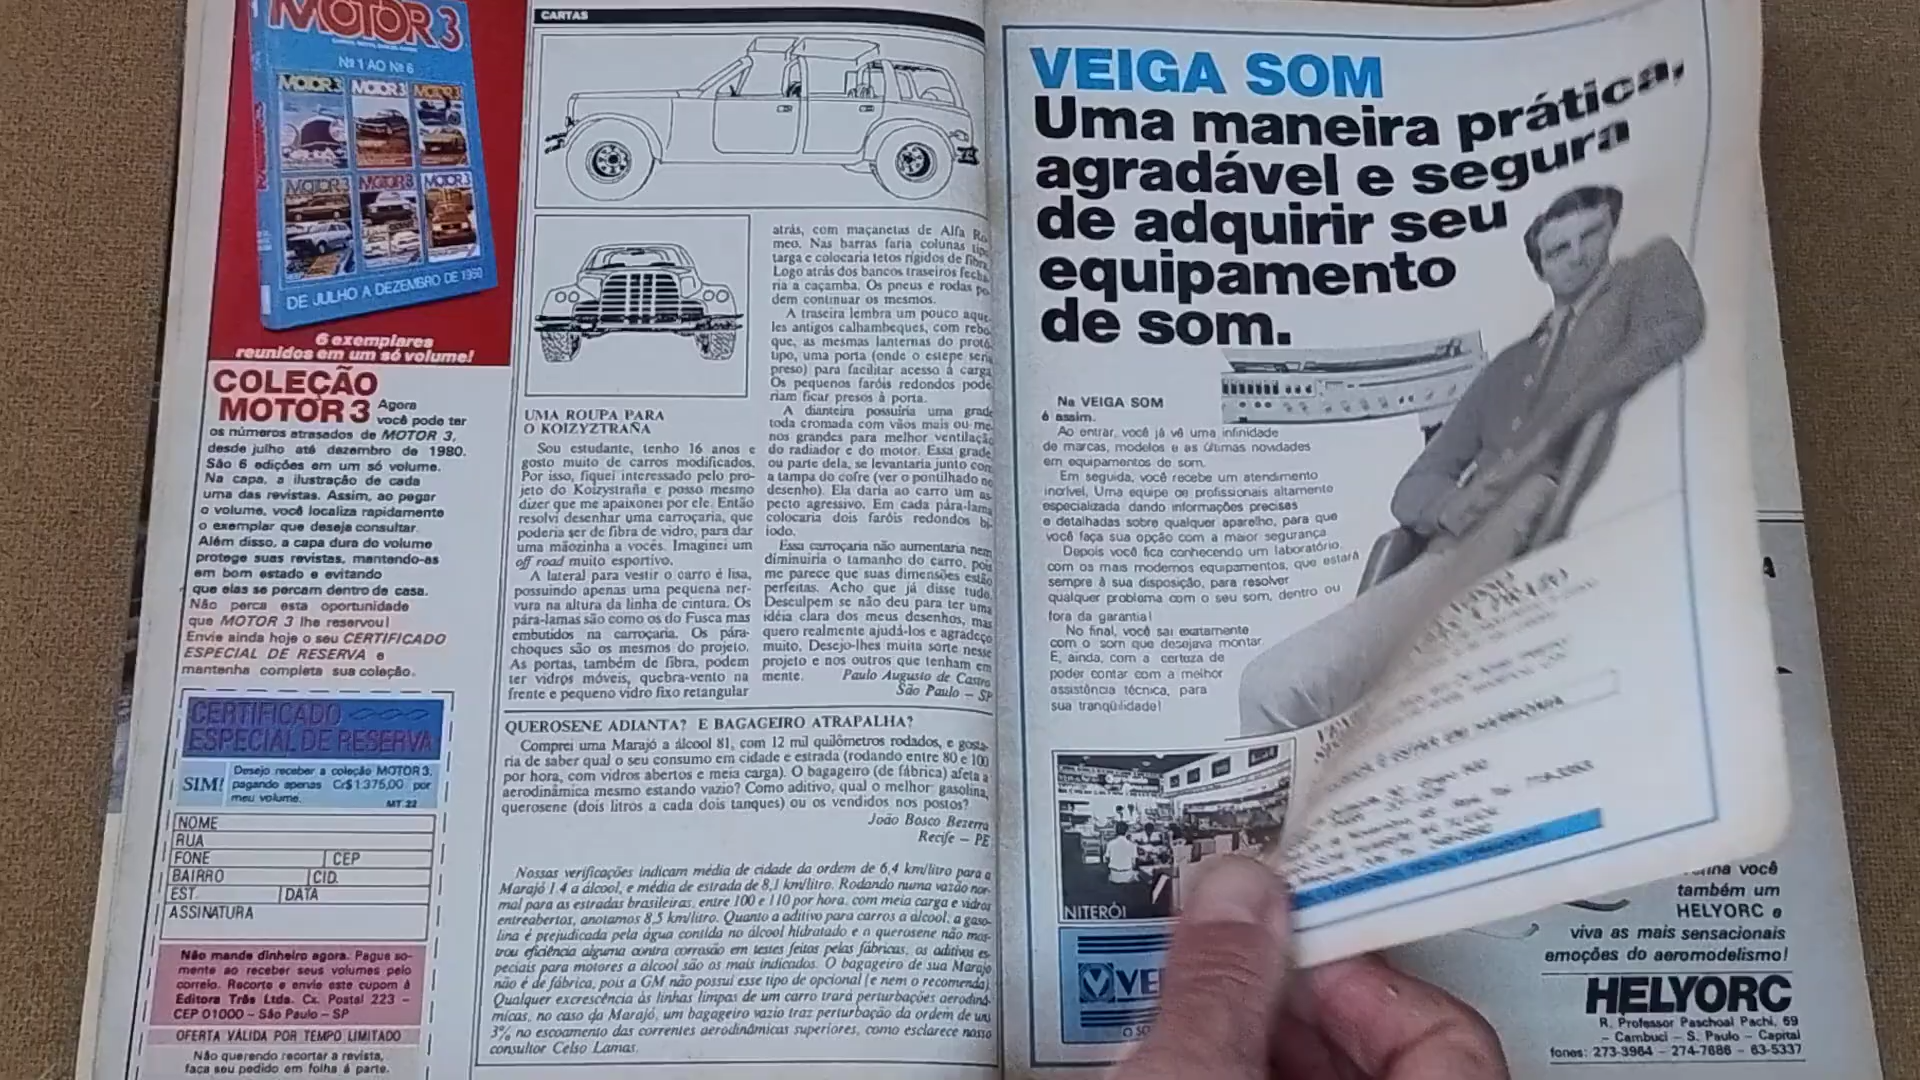 MOTOR 3
Nº 1 AO Nº 6
MOTOR 3 MOTOR 3 MOTOR 3
MOTOR 3 MOTOR 3 MOTOR 3
DE JULHO A DEZEMBRO DE 1980
6 exemplares
reunidos em um só volume!
COLEÇÃO
MOTOR 3 Agora
você pode ter
os números atrasados de MOTOR 3,
desde julho até dezembro de 1980.
São 6 edições em um só volume.
Na capa, a ilustração de cada
uma das revistas. Assim, ao pegar
o volume, você localiza rapidamente
o exemplar que deseja consultar.
Além disso, a capa dura do volume
protege suas revistas, mantendo-as
em bom estado e evitando
que elas se percam dentro de casa.
Não perca esta oportunidade
que MOTOR 3 lhe reservou!
Envie ainda hoje o seu CERTIFICADO
ESPECIAL DE RESERVA e
mantenha completa sua coleção.
CERTIFICADO
ESPECIAL DE RESERVA
SIM! Desejo receber a coleção MOTOR 3,
pagando apenas Cr$ 1.375,00 por
meu volume. MT 22
NOME
RUA
FONE CEP
BAIRRO CID.
EST. DATA
ASSINATURA
Não mande dinheiro agora. Pague so-
mente ao receber seus volumes pelo
correio. Recorte e envie este cupom à
Editora Três Ltda. Cx. Postal 223 –
CEP 01000 – São Paulo – SP
OFERTA VÁLIDA POR TEMPO LIMITADO
Não querendo recortar a revista,
faça seu pedido em folha à parte.
CARTAS
UMA ROUPA PARA
O KOIZYZTRAÑA
Sou estudante, tenho 16 anos e
gosto muito de carros modificados.
Por isso, fiquei interessado pelo pro-
jeto do Koizystraña e posso mesmo
dizer que me apaixonei por ele. Então
resolvi desenhar uma carroçaria, que
poderia ser de fibra de vidro, para dar
uma mãozinha a vocês. Imaginei um
off road muito esportivo.
A lateral para vestir o carro é lisa,
possuindo apenas uma pequena ner-
vura na altura da linha de cintura. Os
pára-lamas são como os do Fusca mas
embutidos na carroçaria. Os pára-
choques são os mesmos do projeto.
As portas, também de fibra, podem
ter vidros móveis, quebra-vento na
frente e pequeno vidro fixo retangular
atrás, com maçanetas de Alfa Ro-
meo. Nas barras faria colunas tipo
targa e colocaria tetos rígidos de fibra.
Logo atrás dos bancos traseiros fecha-
ria a caçamba. Os pneus e rodas po-
dem continuar os mesmos.
A traseira lembra um pouco aque-
les antigos calhambeques, com rebo-
que, as mesmas lanternas do protó-
tipo, uma porta (onde o estepe seria
preso) para facilitar acesso à carga.
Os pequenos faróis redondos pode-
riam ficar presos à porta.
A dianteira possuiria uma grade
toda cromada com vãos mais ou me-
nos grandes para melhor ventilação
do radiador e do motor. Essa grade
ou parte dela, se levantaria junto com
a tampa do cofre (ver o pontilhado no
desenho). Ela daria ao carro um as-
pecto agressivo. Em cada pára-lama
colocaria dois faróis redondos bi-
iodo.
Essa carroçaria não aumentaria nem
diminuiria o tamanho do carro, pois
me parece que suas dimensões estão
perfeitas. Acho que já disse tudo.
Desculpem se não deu para ter uma
idéia clara dos meus desenhos, mas
quero realmente ajudá-los e agradeço
muito. Desejo-lhes muita sorte nesse
projeto e nos outros que tenham em
mente. Paulo Augusto de Castro
São Paulo – SP
QUEROSENE ADIANTA? E BAGAGEIRO ATRAPALHA?
Comprei uma Marajó a álcool 81, com 12 mil quilômetros rodados, e gosta-
ria de saber qual o seu consumo em cidade e estrada (rodando entre 80 e 100
por hora, com vidros abertos e meia carga). O bagageiro (de fábrica) afeta a
aerodinâmica mesmo estando vazio? Como aditivo, qual o melhor: gasolina,
querosene (dois litros a cada dois tanques) ou os vendidos nos postos?
João Bosco Bezerra
Recife – PE
Nossas verificações indicam média de cidade da ordem de 6,4 km/litro para a
Marajó 1.4 a álcool, e média de estrada de 8,1 km/litro. Rodando numa vazão nor-
mal para as estradas brasileiras, entre 100 e 110 por hora, com meia carga e vidros
entreabertos, anotamos 8,5 km/litro. Quanto a aditivo para carros a álcool: a gaso-
lina é prejudicada pela água contida no álcool hidratado e o querosene não mos-
trou eficiência alguma contra corrosão em testes feitos pelas fábricas, os aditivos es-
peciais para motores a álcool são os mais indicados. O bagageiro de sua Marajó
não é de fábrica, pois a GM não possui esse tipo de opcional (e nem o recomenda).
Qualquer excrescência às linhas limpas de um carro trará perturbações aerodinâ-
micas, no caso da Marajó, um bagageiro vazio traz perturbação da ordem de uns
3% no escoamento das correntes aerodinâmicas superiores, como esclarece nosso
consultor Celso Lamas.
VEIGA SOM
Uma maneira prática,
agradável e segura
de adquirir seu
equipamento
de som.
Na VEIGA SOM
é assim.
Ao entrar, você já vê uma infinidade
de marcas, modelos e as últimas novidades
em equipamentos de som.
Em seguida, você recebe um atendimento
incrível. Uma equipe de profissionais altamente
especializada dando informações precisas
e detalhadas sobre qualquer aparelho, para que
você faça sua opção com a maior segurança.
Depois você fica conhecendo um laboratório,
com os mais modernos equipamentos, que estará
sempre à sua disposição, para resolver
qualquer problema com o seu som, dentro ou
fora da garantia!
No final, você sai exatamente
com o som que desejava montar.
E, ainda, com a certeza de
poder contar com a melhor
assistência técnica, para
sua tranqüilidade!
NITERÓI
VE
você
também um
HELYORC e
viva as mais sensacionais
emoções do aeromodelismo!
HELYORC
R. Professor Paschoal Pachi, 69
– Cambuci – S. Paulo – Capital
fones: 273-3964 – 274-7686 – 63-5337